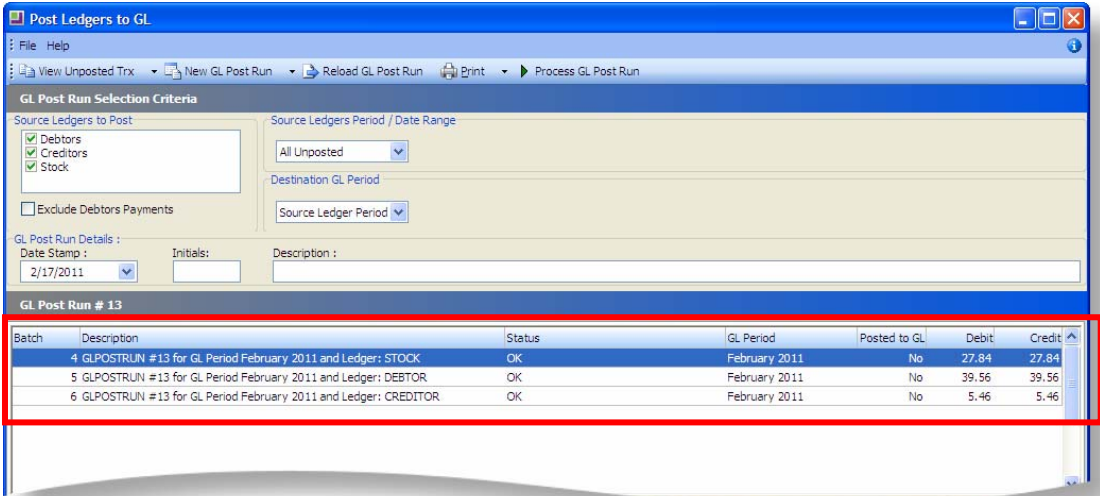 Post Ledgers to GL
File Help
View Unposted Trx New GL Post Run Reload GL Post Run Print Process GL Post Run
GL Post Run Selection Criteria
Source Ledgers to Post Source Ledgers Period / Date Range
Debtors
Creditors
Stock
All Unposted
Destination GL Period
Exclude Debtors Payments
Source Ledger Period
GL Post Run Details :
Date Stamp : Initials: Description :
2/17/2011
GL Post Run # 13
Batch Description Status GL Period Posted to GL Debit Credit
4 GLPOSTRUN #13 for GL Period February 2011 and Ledger: STOCK OK February 2011 No 27.84 27.84
5 GLPOSTRUN #13 for GL Period February 2011 and Ledger: DEBTOR OK February 2011 No 39.56 39.56
6 GLPOSTRUN #13 for GL Period February 2011 and Ledger: CREDITOR OK February 2011 No 5.46 5.46